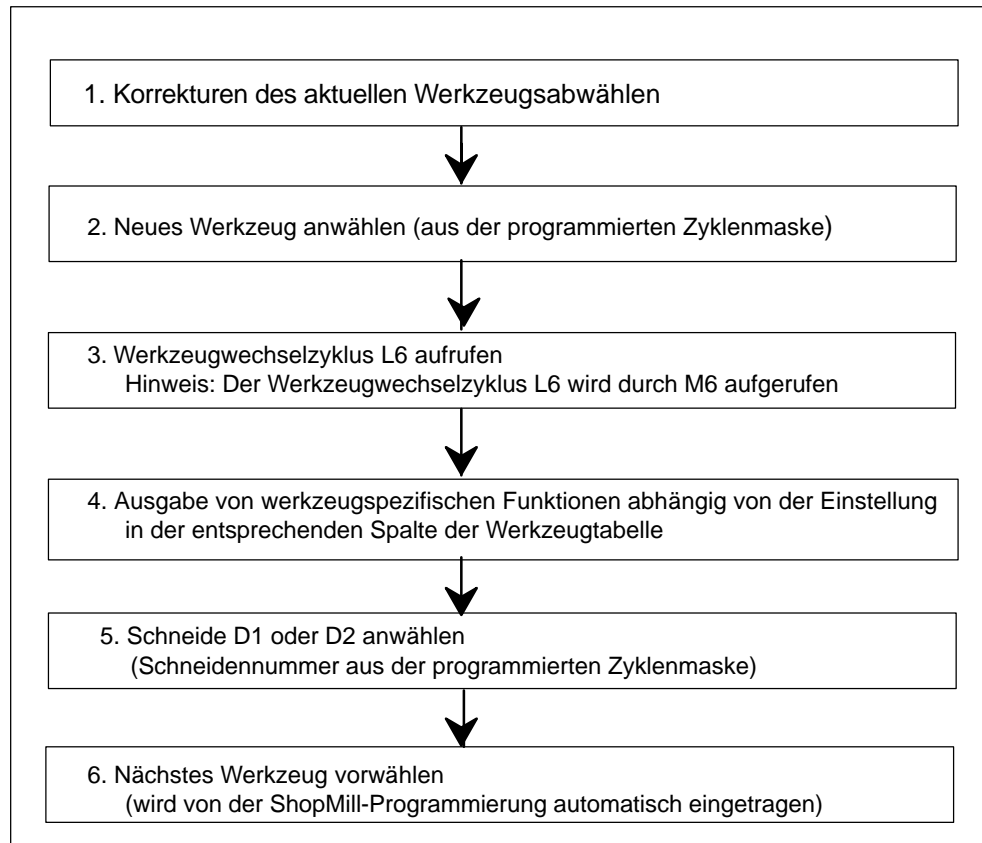 1. Korrekturen des aktuellen Werkzeugsabwählen
2. Neues Werkzeug anwählen (aus der programmierten Zyklenmaske)
3. Werkzeugwechselzyklus L6 aufrufen
Hinweis: Der Werkzeugwechselzyklus L6 wird durch M6 aufgerufen
4. Ausgabe von werkzeugspezifischen Funktionen abhängig von der Einstellung
in der entsprechenden Spalte der Werkzeugtabelle
5. Schneide D1 oder D2 anwählen
(Schneidennummer aus der programmierten Zyklenmaske)
6. Nächstes Werkzeug vorwählen
(wird von der ShopMill-Programmierung automatisch eingetragen)